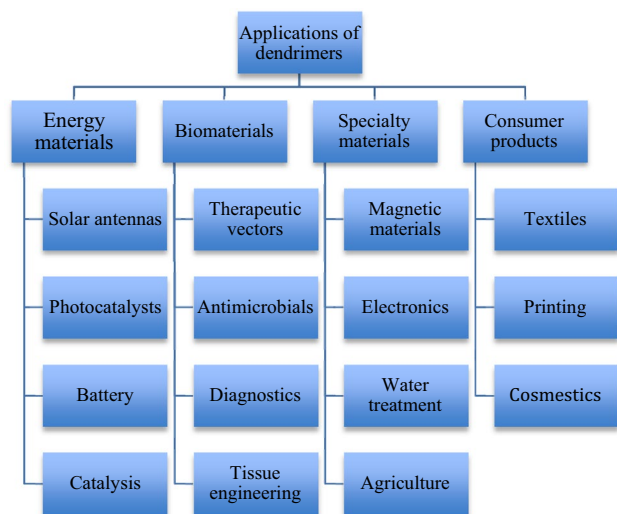 Applications of
dendrimers
Energy
materials
Biomaterials
Specialty
materials
Consumer
products
Solar antennas
Therapeutic
vectors
Magnetic
materials
Textiles
Photocatalysts
Antimicrobials
Electronics
Printing
Battery
Diagnostics
Water
treatment
Cosmestics
Catalysis
Tissue
engineering
Agriculture